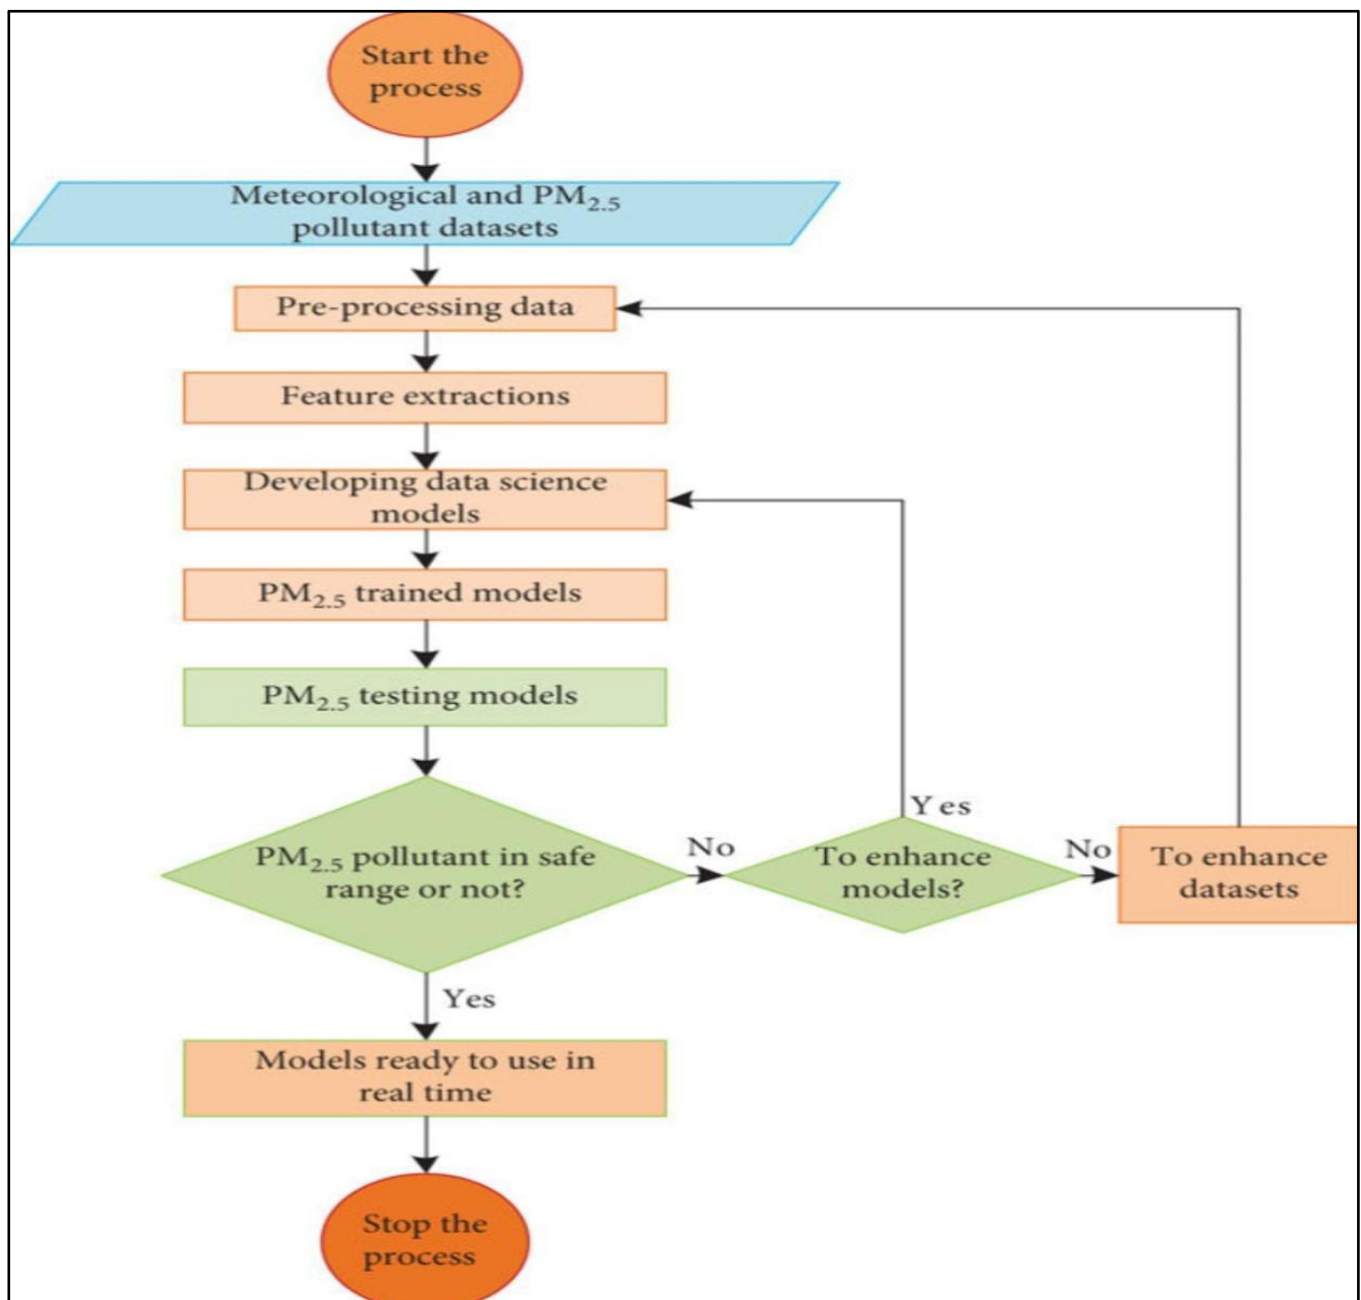 Start the
process
Meteorological and PM2.5
pollutant datasets
Pre-processing data
Feature extractions
Developing data science
models
PM2.5 trained models
PM2.5 testing models
PM2.5 pollutant in safe
range or not?
No
To enhance
models?
Yes
No
To enhance
datasets
Yes
Models ready to use in
real time
Stop the
process